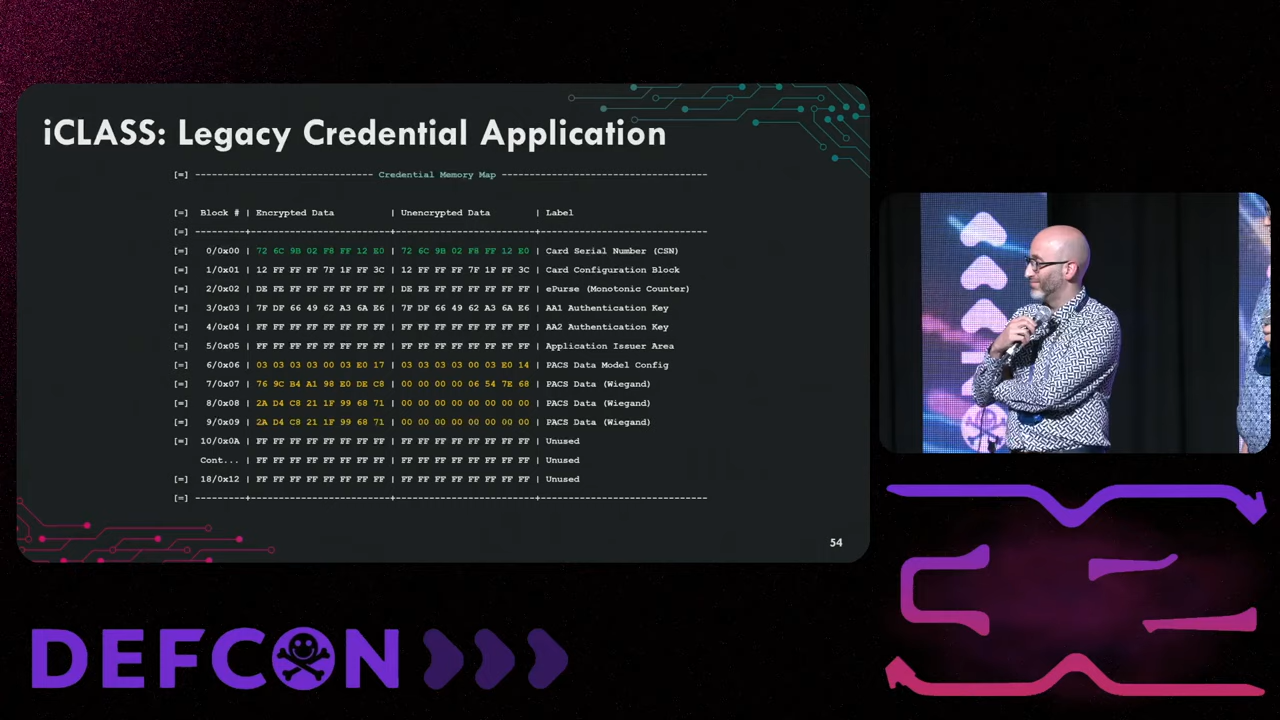 iCLASS: Legacy Credential Application
[=] -------------------------------- Credential Memory Map -------------------------------------
[=] Block # | Encrypted Data | Unencrypted Data | Label
[=] ---------+-------------------------+-------------------------+------------------------------
[=] 0/0x00 | 72 6C 9B 02 F8 FF 12 E0 | 72 6C 9B 02 F8 FF 12 E0 | Card Serial Number (CSN)
[=] 1/0x01 | 12 FF FF FF 7F 1F FF 3C | 12 FF FF FF 7F 1F FF 3C | Card Configuration Block
[=] 2/0x02 | DE FE FF FF FF FF FF FF | DE FE FF FF FF FF FF FF | ePurse (Monotonic Counter)
[=] 3/0x03 | 7F DF 66 49 62 A3 6A E6 | 7F DF 66 49 62 A3 6A E6 | AA1 Authentication Key
[=] 4/0x04 | FF FF FF FF FF FF FF FF | FF FF FF FF FF FF FF FF | AA2 Authentication Key
[=] 5/0x05 | FF FF FF FF FF FF FF FF | FF FF FF FF FF FF FF FF | Application Issuer Area
[=] 6/0x06 | 03 03 03 03 00 03 E0 17 | 03 03 03 03 00 03 E0 14 | PACS Data Model Config
[=] 7/0x07 | 76 9C B4 A1 98 E0 DE C8 | 00 00 00 00 06 54 7E 68 | PACS Data (Wiegand)
[=] 8/0x08 | 2A D4 C8 21 1F 99 68 71 | 00 00 00 00 00 00 00 00 | PACS Data (Wiegand)
[=] 9/0x09 | 2A D4 C8 21 1F 99 68 71 | 00 00 00 00 00 00 00 00 | PACS Data (Wiegand)
[=] 10/0x0A | FF FF FF FF FF FF FF FF | FF FF FF FF FF FF FF FF | Unused
Cont... | FF FF FF FF FF FF FF FF | FF FF FF FF FF FF FF FF | Unused
[=] 18/0x12 | FF FF FF FF FF FF FF FF | FF FF FF FF FF FF FF FF | Unused
[=] ---------+-------------------------+-------------------------+------------------------------
54
DEFCON